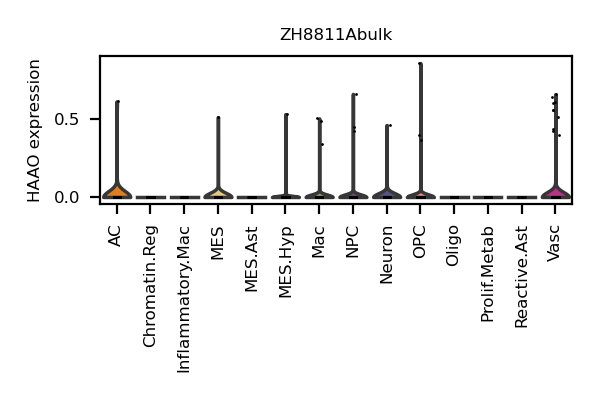 ZH8811Abulk
HAAO expression
0.5
0.0
AC
Chromatin.Reg
Inflammatory.Mac
MES
MES.Ast
MES.Hyp
Mac
NPC
Neuron
OPC
Oligo
Prolif.Metab
Reactive.Ast
Vasc